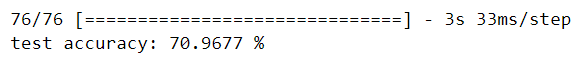 76/76 [==============================] - 3s 33ms/step
test accuracy: 70.9677 %